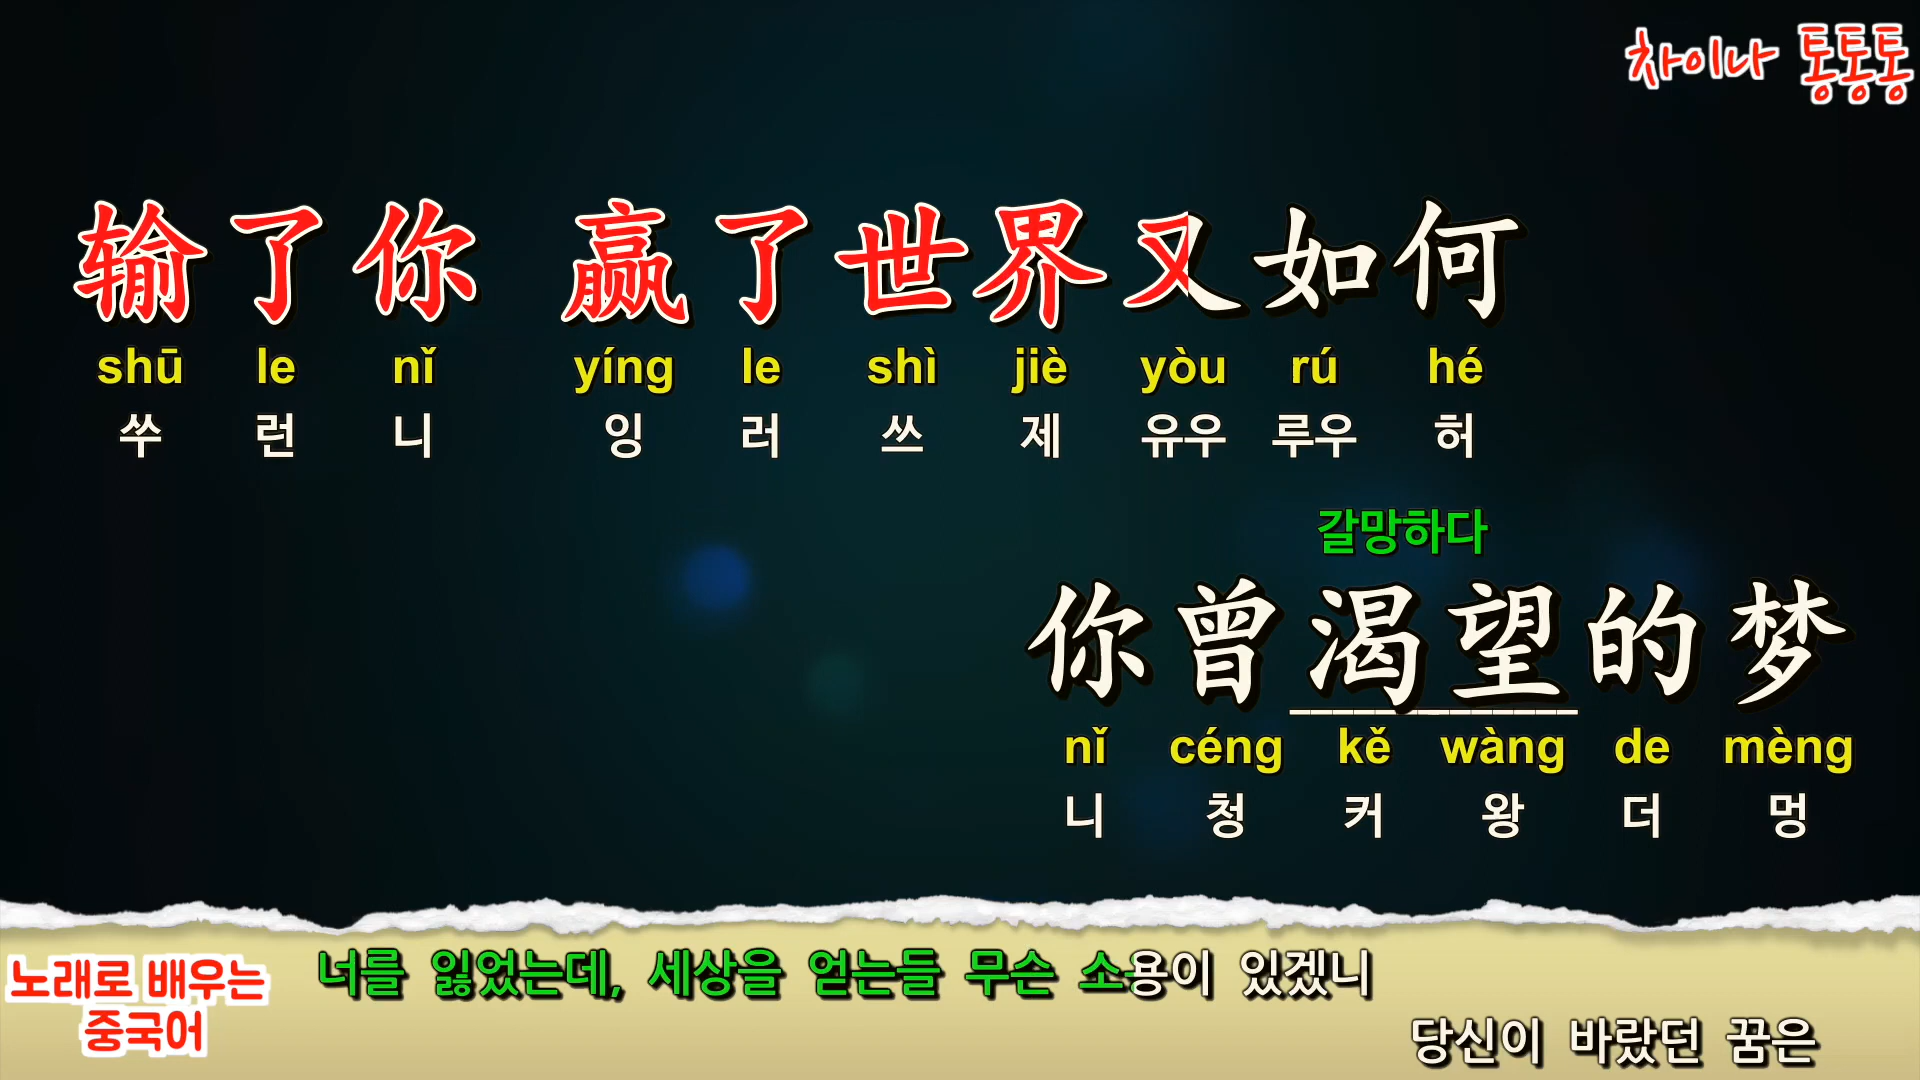 차이나 통통통
输了你 赢了世界又如何
shū le nǐ yíng le shì jiè yòu rú hé
쑤 런 니 잉 러 쓰 제 유우 루우 허
갈망하다
你曾渴望的梦
nǐ céng kě wàng de mèng
니 청 커 왕 더 멍
너를 잃었는데, 세상을 얻는들 무슨 소용이 있겠니
당신이 바랐던 꿈은
노래로 배우는
중국어